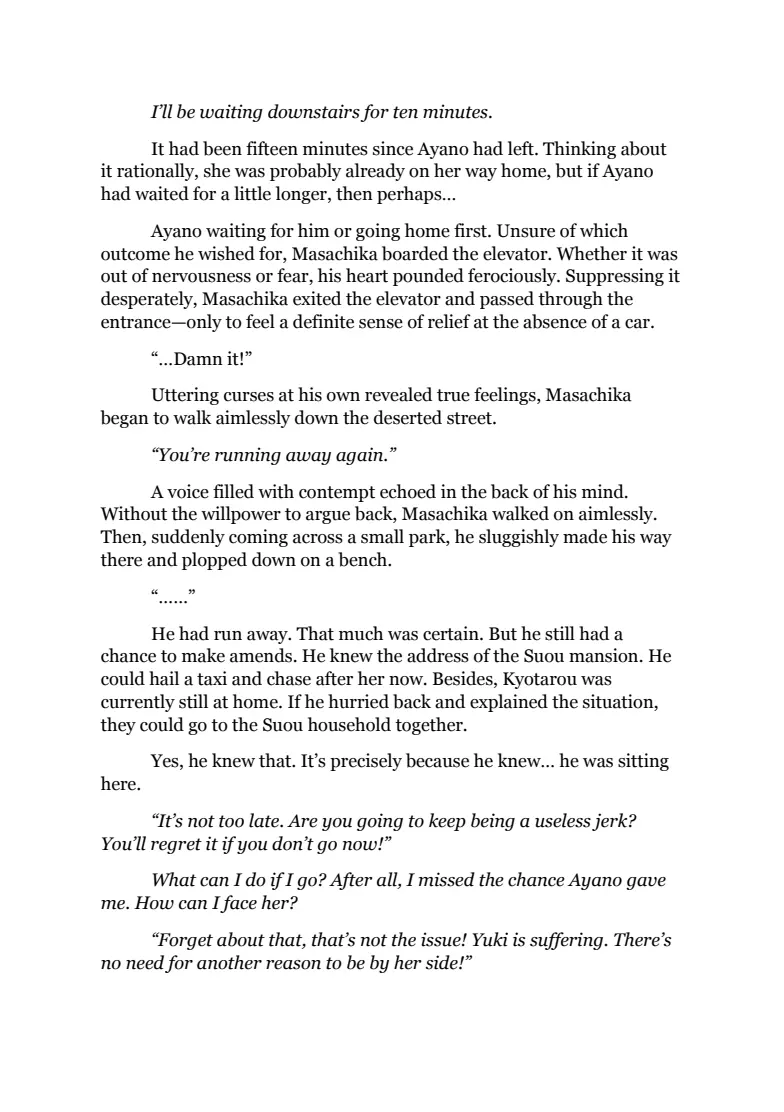 I’ll be waiting downstairs for ten minutes.
It had been fifteen minutes since Ayano had left. Thinking about
it rationally, she was probably already on her way home, but if Ayano
had waited for a little longer, then perhaps…
Ayano waiting for him or going home first. Unsure of which
outcome he wished for, Masachika boarded the elevator. Whether it was
out of nervousness or fear, his heart pounded ferociously. Suppressing it
desperately, Masachika exited the elevator and passed through the
entrance—only to feel a definite sense of relief at the absence of a car.
“…Damn it!”
Uttering curses at his own revealed true feelings, Masachika
began to walk aimlessly down the deserted street.
“You’re running away again.”
A voice filled with contempt echoed in the back of his mind.
Without the willpower to argue back, Masachika walked on aimlessly.
Then, suddenly coming across a small park, he sluggishly made his way
there and plopped down on a bench.
“……”
He had run away. That much was certain. But he still had a
chance to make amends. He knew the address of the Suou mansion. He
could hail a taxi and chase after her now. Besides, Kyotarou was
currently still at home. If he hurried back and explained the situation,
they could go to the Suou household together.
Yes, he knew that. It’s precisely because he knew… he was sitting
here.
“It’s not too late. Are you going to keep being a useless jerk?
You’ll regret it if you don’t go now!”
What can I do if I go? After all, I missed the chance Ayano gave
me. How can I face her?
“Forget about that, that’s not the issue! Yuki is suffering. There’s
no need for another reason to be by her side!”